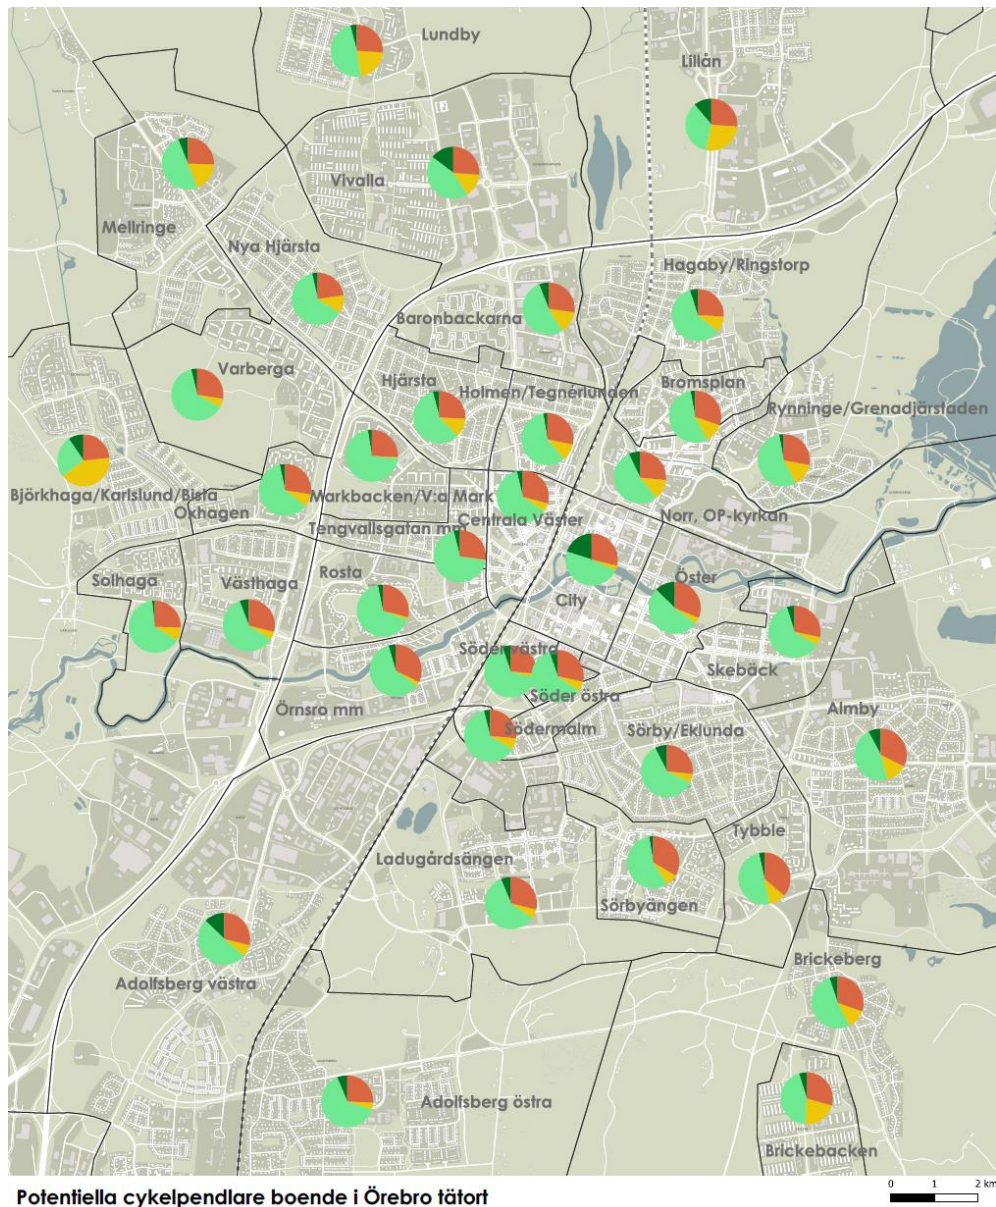 Lundby
Lillån
Vivalla
Mellringe
Nya Hjärsta
Hagaby/Ringstorp
Baronbackarna
Varberga
Hjärsta
Holmen/Tegnérlunden
Bromsplan
Rynninge/Grenadjärstaden
Björkhaga/Karlslund/Bista
Oxhagen
Markbacken/V:a Mark
Centrala Väster
Norr, OP-kyrkan
Tengvallsgatan mm
Solhaga
Västhaga
Rosta
City
Öster
Söder västra
Skebäck
Söder östra
Örnsro mm
Södermalm
Sörby/Eklunda
Almby
Tybble
Ladugårdsängen
Sörbyängen
Adolfsberg västra
Brickeberg
Adolfsberg östra
Brickebacken
Potentiella cykelpendlare boende i Örebro tätort
0 1 2 km